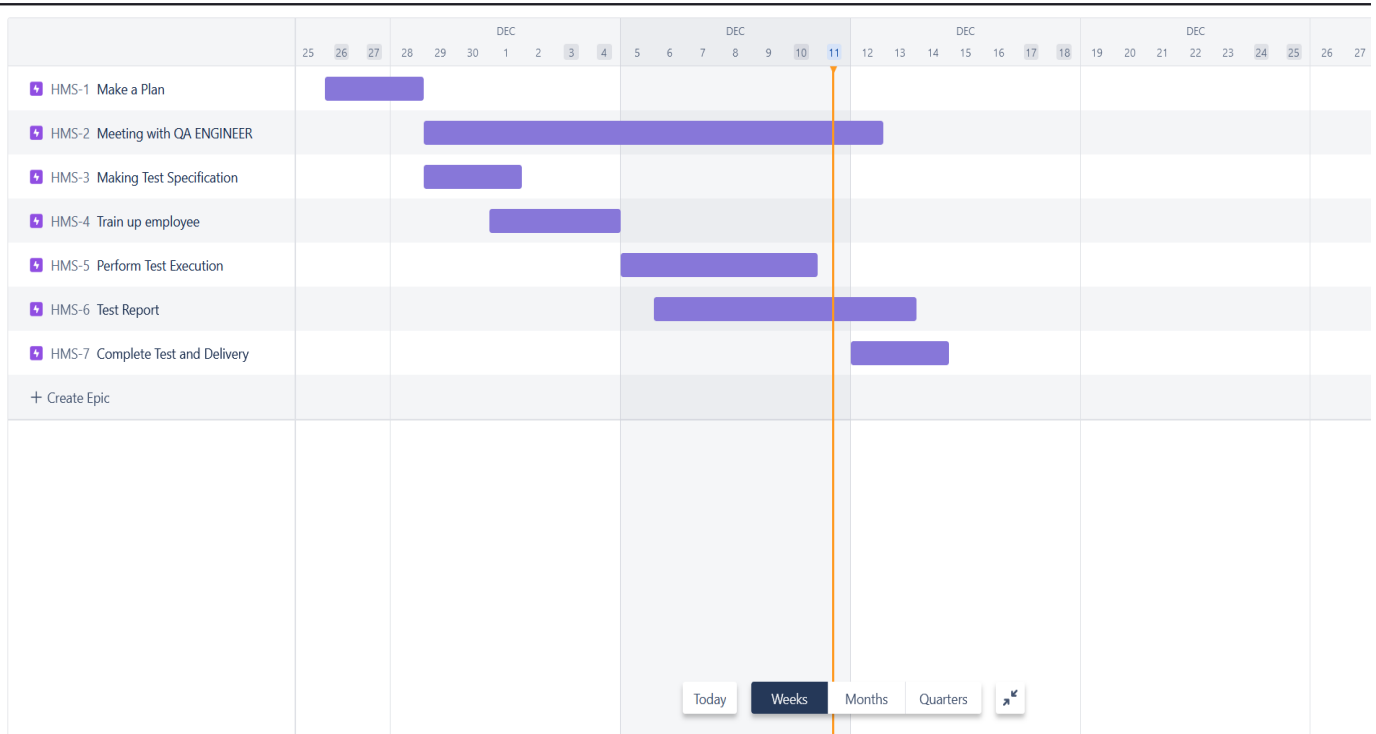 DEC DEC DEC DEC
25 26 27 28 29 30 1 2 3 4 5 6 7 8 9 10 11 12 13 14 15 16 17 18 19 20 21 22 23 24 25 26 27
HMS-1 Make a Plan
HMS-2 Meeting with QA ENGINEER
HMS-3 Making Test Specification
HMS-4 Train up employee
HMS-5 Perform Test Execution
HMS-6 Test Report
HMS-7 Complete Test and Delivery
+ Create Epic
Today Weeks Months Quarters